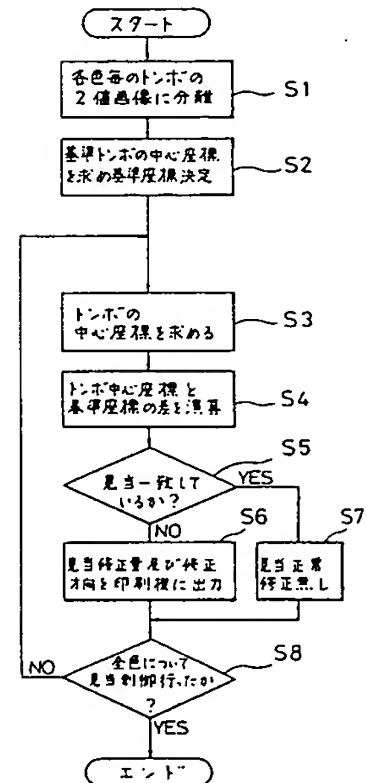 スタート
各色毎のトンボの
2値画像に分離
S1
基準トンボの中心座標
を求め基準座標決定
S2
トンボの
中心座標を求める
S3
トンボ中心座標と
基準座標の差を演算
S4
見当一致して
いるか?
S5
YES
NO
S6
見当修正量及び修正
方向を印刷機に出力
S7
見当正常
修正無し
全色について
見当制御行ったか
?
S8
NO
YES
エンド